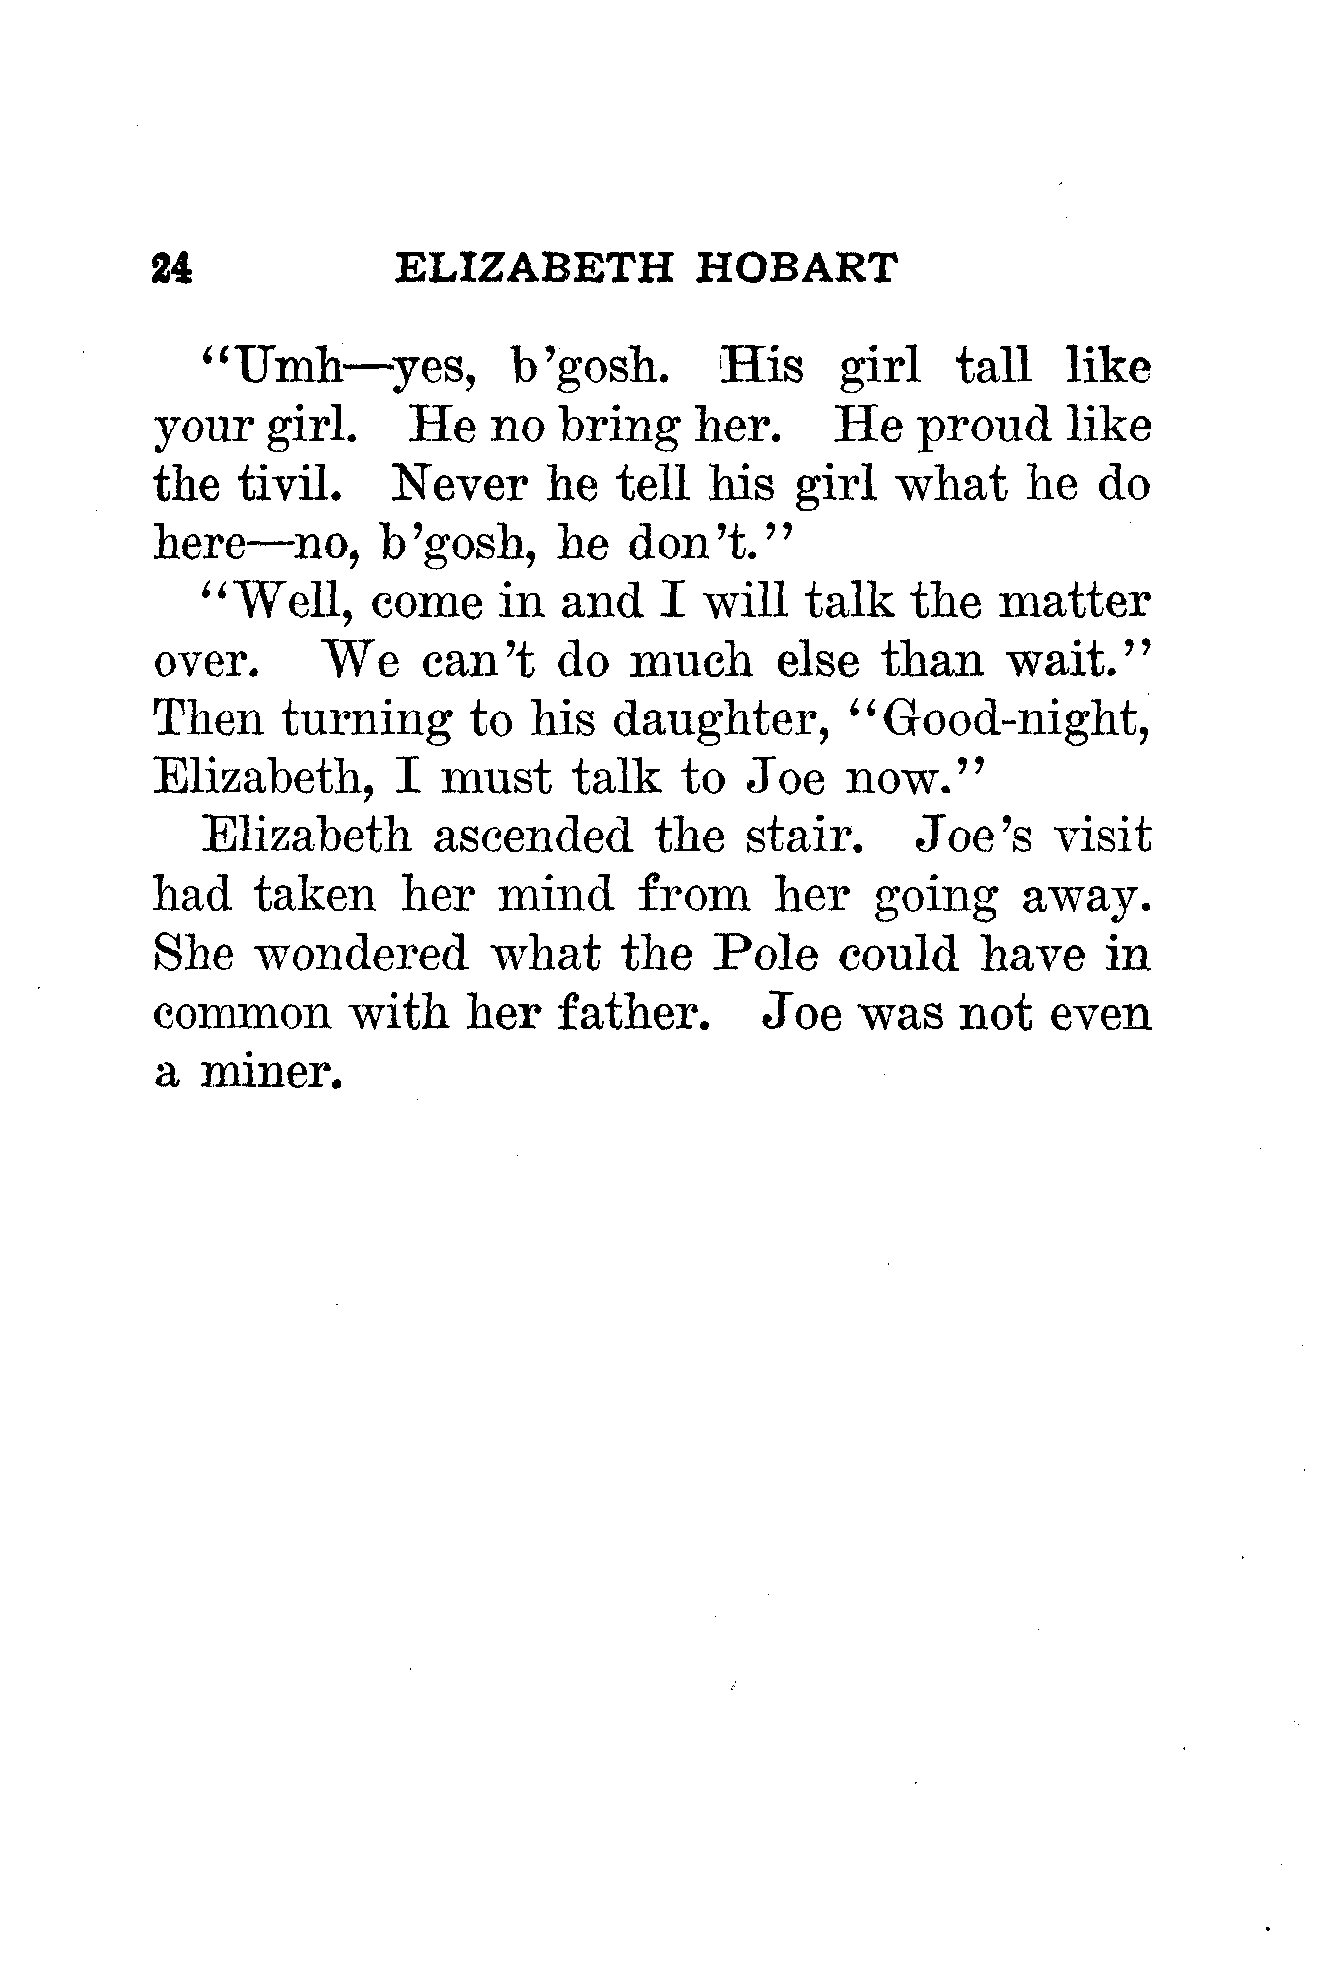 24 ELIZABETH HOBART
“Umh—yes, b’gosh. His girl tall like
your girl. He no bring her. He proud like
the tivil. Never he tell his girl what he do
here—no, b’gosh, he don’t.”
“Well, come in and I will talk the matter
over. We can’t do much else than wait.”
Then turning to his daughter, “Good-night,
Elizabeth, I must talk to Joe now.”
Elizabeth ascended the stair. Joe’s visit
had taken her mind from her going away.
She wondered what the Pole could have in
common with her father. Joe was not even
a miner.